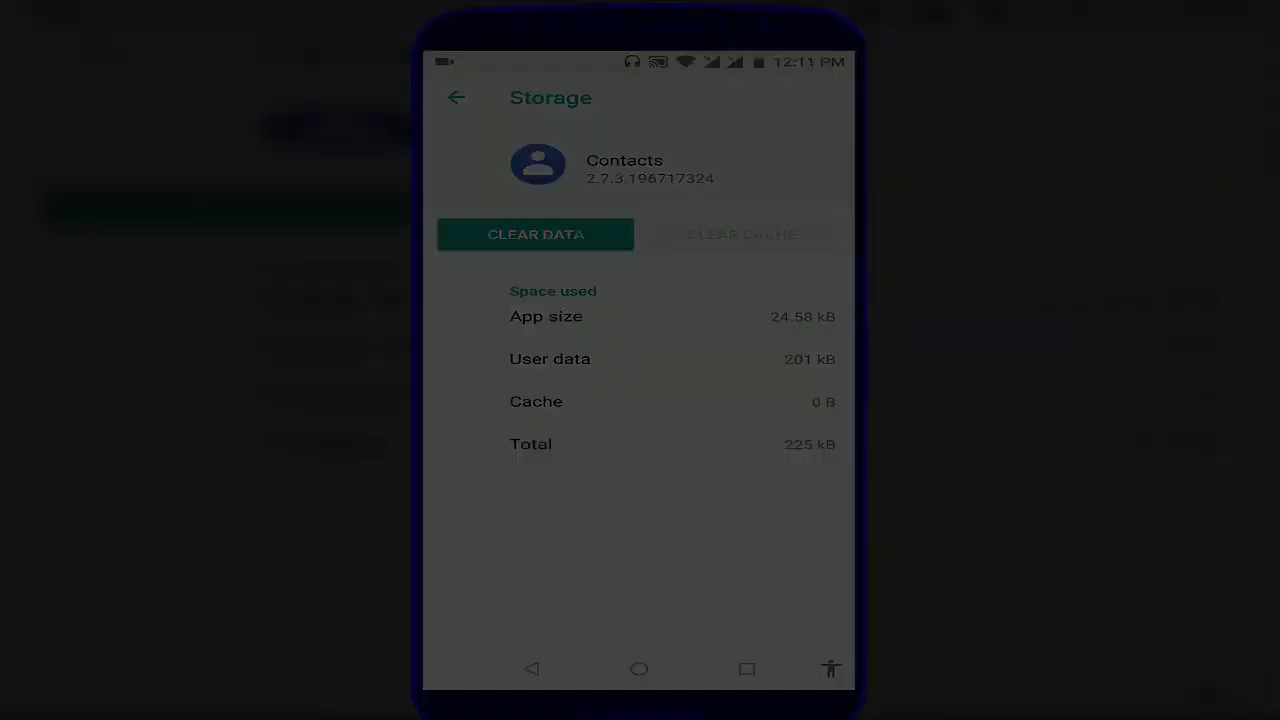 12:11 PM
Storage
Contacts
2.7.3.196717324
CLEAR DATA
CLEAR CACHE
Space used
App size 24.58 kB
User data 201 kB
Cache 0 B
Total 225 kB